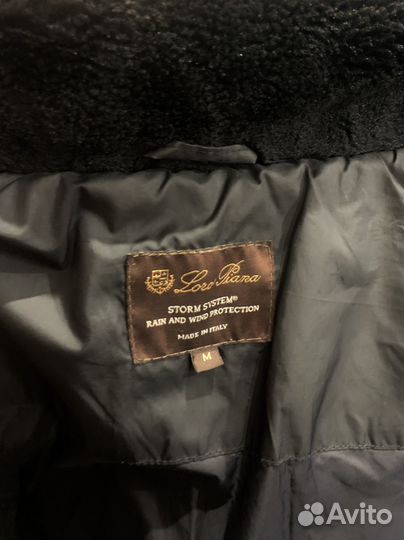 Loro Piana
STORM SYSTEM®
RAIN AND WIND PROTECTION
MADE IN ITALY
M
Avito